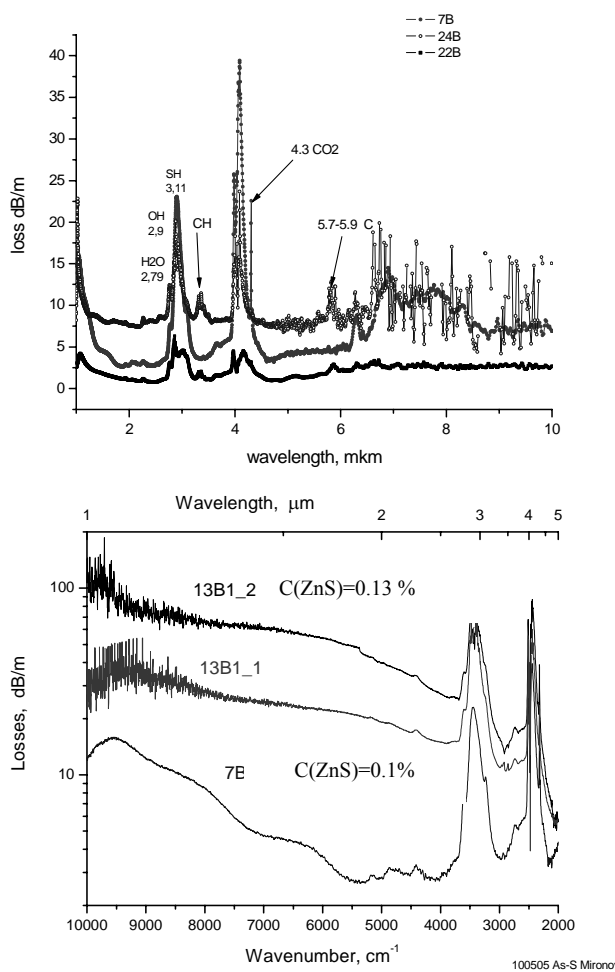 7B
24B
22B
40
35
30
25
20
15
10
5
0
loss dB/m
SH
3,11
OH
2,9
H2O
2,79
CH
4.3 CO2
5.7-5.9 C
2 4 6 8 10
wavelength, mkm
Wavelength, μm
1 2 3 4 5
100
10
Losses, dB/m
13B1_2 C(ZnS)=0.13 %
13B1_1
7B C(ZnS)=0.1%
10000 9000 8000 7000 6000 5000 4000 3000 2000
Wavenumber, cm-1
100505 As-S Mirono